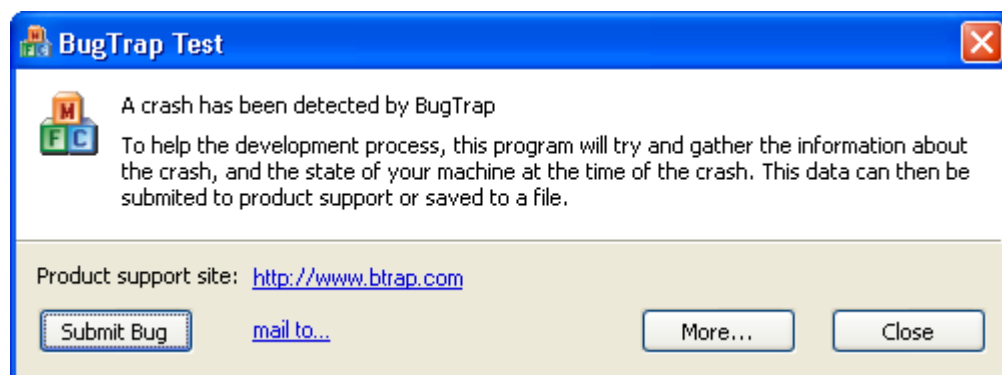 BugTrap Test
M
F C
A crash has been detected by BugTrap
To help the development process, this program will try and gather the information about
the crash, and the state of your machine at the time of the crash. This data can then be
submited to product support or saved to a file.
Product support site: http://www.btrap.com
Submit Bug mail to... More... Close